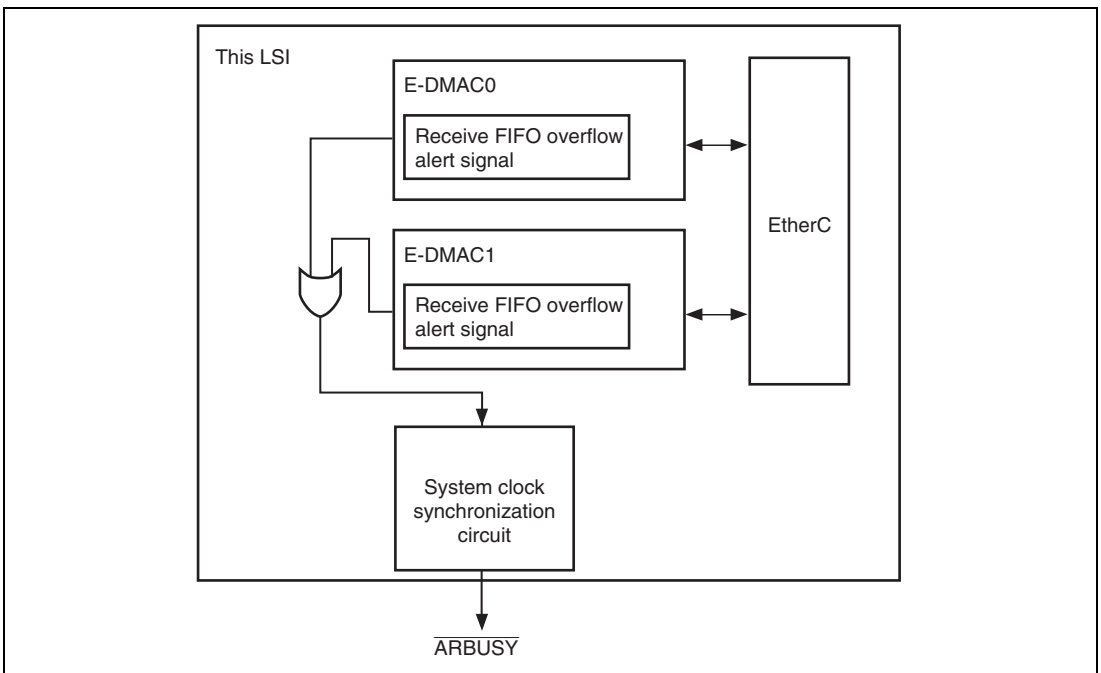 This LSI
E-DMAC0
Receive FIFO overflow
alert signal
EtherC
E-DMAC1
Receive FIFO overflow
alert signal
System clock
synchronization
circuit
ARBUSY